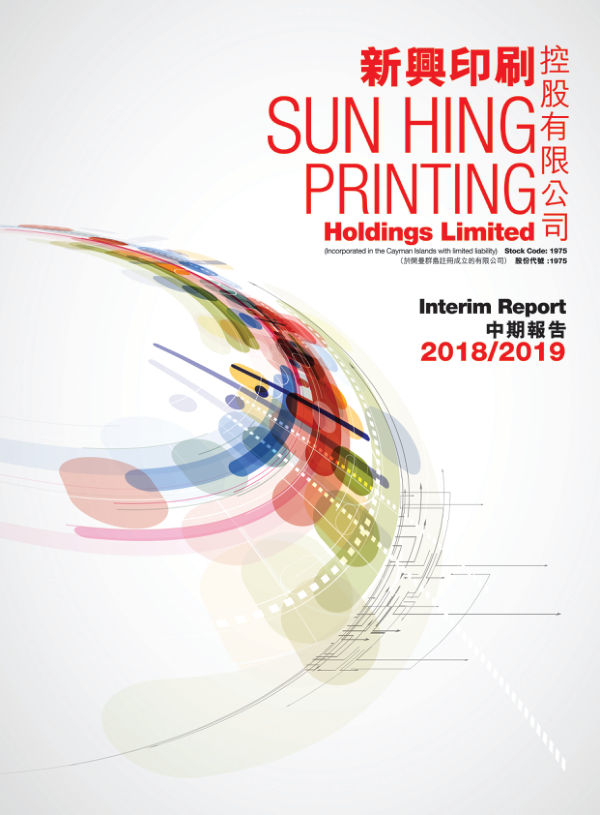 新興印刷
控股有限公司
SUN HING
PRINTING
Holdings Limited
(Incorporated in the Cayman Islands with limited liability) Stock Code: 1975
（於開曼群島註冊成立的有限公司） 股份代號 :1975
Interim Report
中期報告
2018/2019